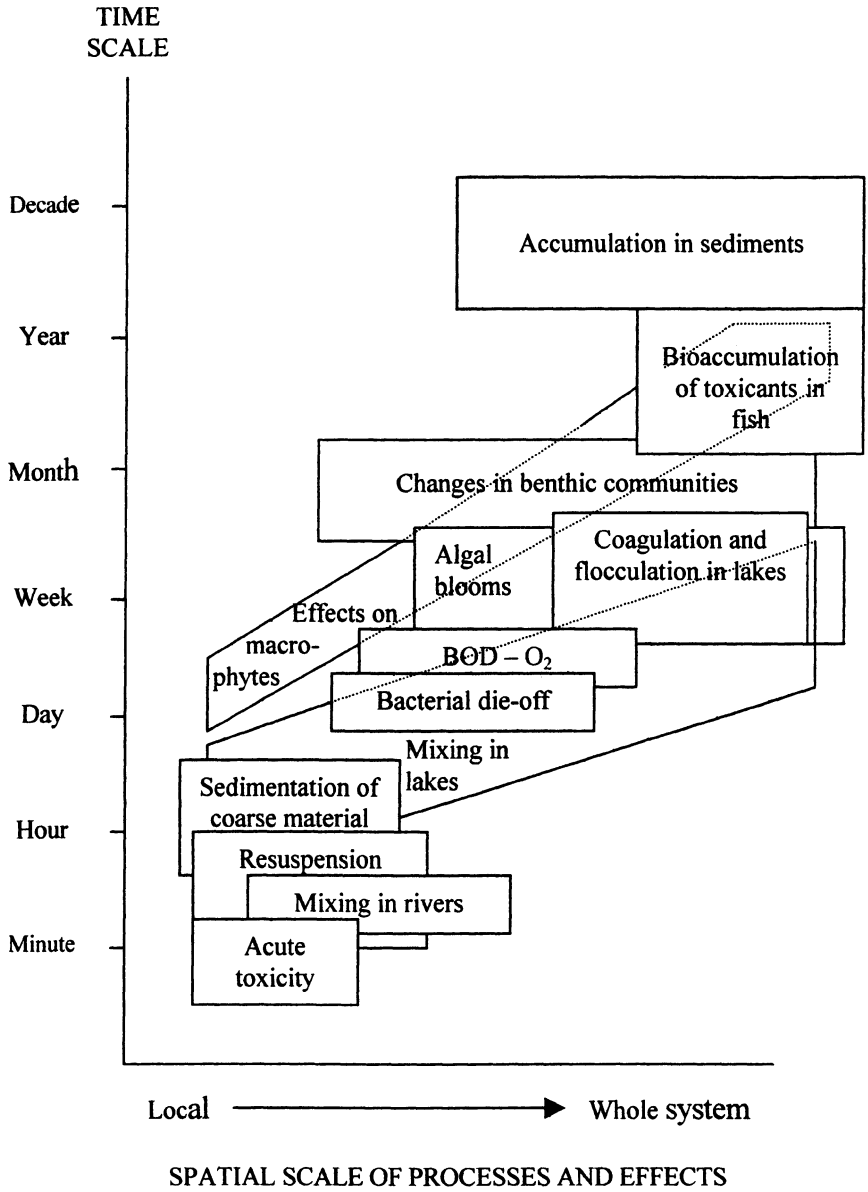 TIME
SCALE
Decade
Accumulation in sediments
Year
Bioaccumulation
of toxicants in
fish
Month
Changes in benthic communities
Algal
blooms
Coagulation and
flocculation in lakes
Week
Effects on
macro-
phytes
BOD – O₂
Bacterial die-off
Day
Mixing in
lakes
Sedimentation of
coarse material
Hour
Resuspension
Mixing in rivers
Minute
Acute
toxicity
Local
Whole system
SPATIAL SCALE OF PROCESSES AND EFFECTS